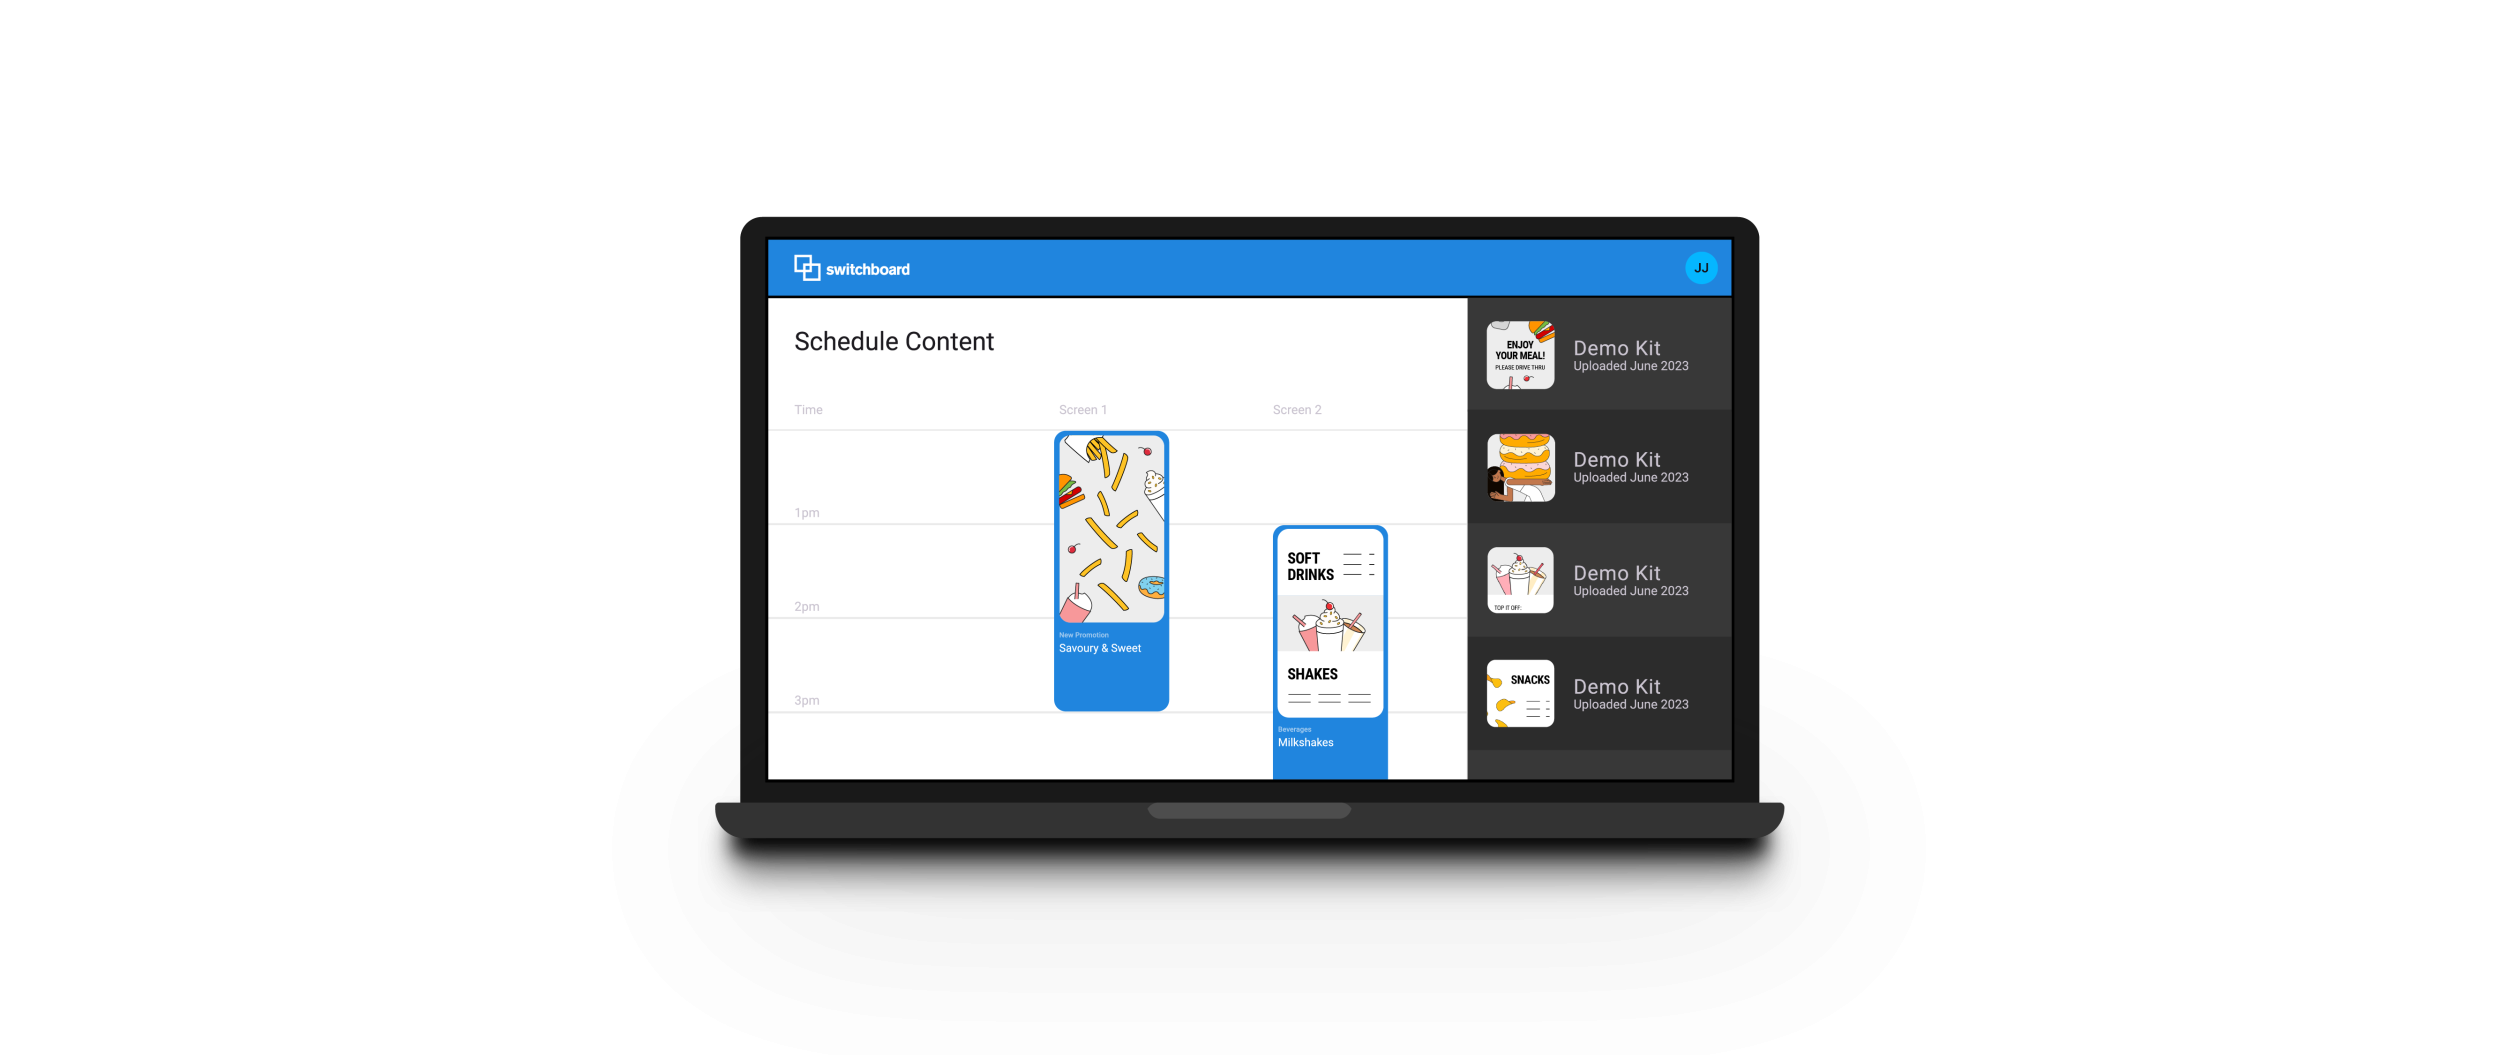 switchboard
JJ
Schedule Content
Time
Screen 1
Screen 2
1pm
2pm
3pm
New Promotion
Savoury & Sweet
SOFT
DRINKS
SHAKES
Beverages
Milkshakes
ENJOY
YOUR MEAL!
PLEASE DRIVE THRU
Demo Kit
Uploaded June 2023
Demo Kit
Uploaded June 2023
TOP IT OFF:
Demo Kit
Uploaded June 2023
SNACKS
Demo Kit
Uploaded June 2023